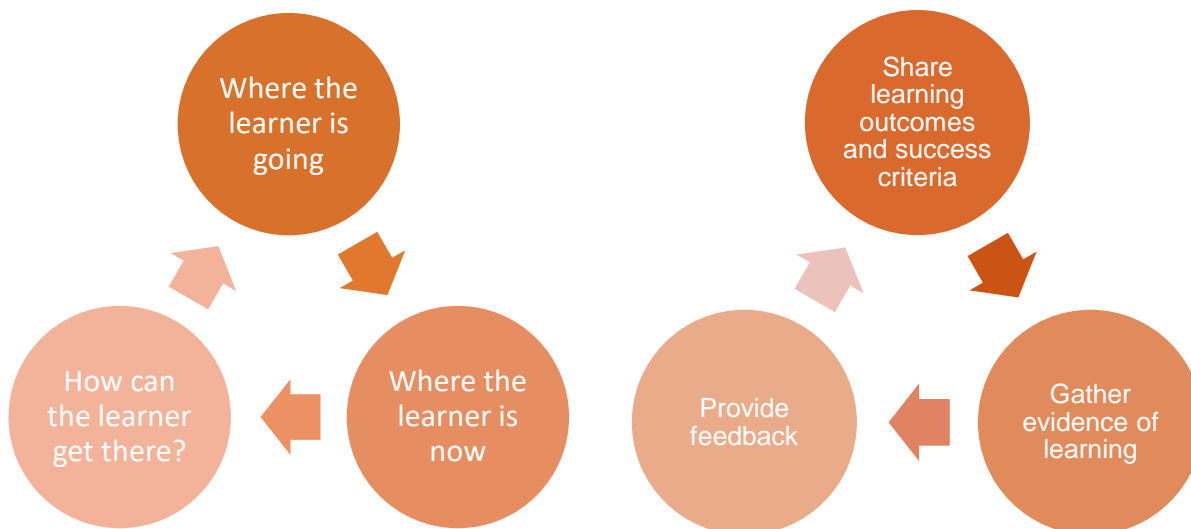 Where the
learner is
going
Where the
learner is
now
How can
the learner
get there?
Share
learning
outcomes
and success
criteria
Gather
evidence of
learning
Provide
feedback